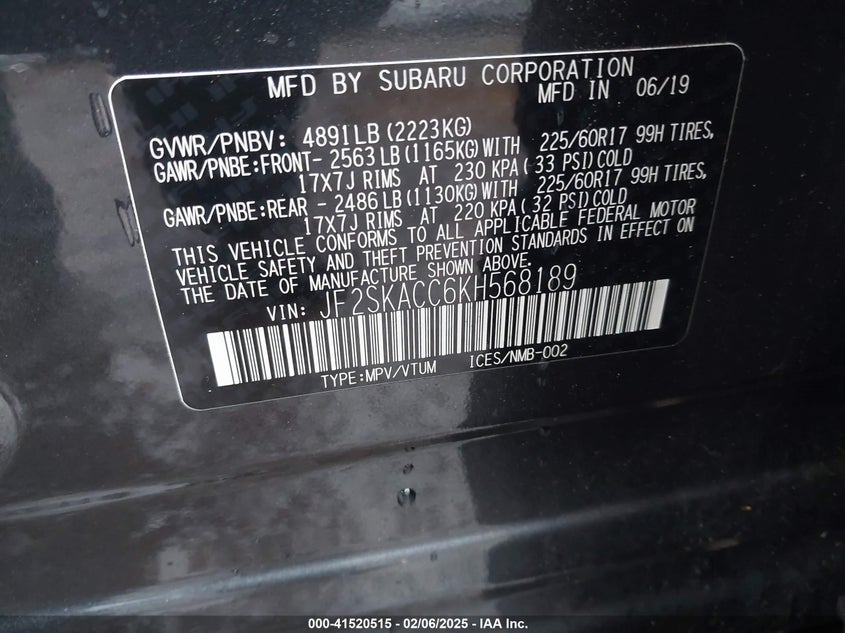 MFD BY SUBARU CORPORATION
MFD IN 06/19
GVWR/PNBV: 4891LB(2223KG)
GAWR/PNBE:FRONT- 2563LB(1165KG)WITH 225/60R17 99H TIRES,
17X7J RIMS AT 230 KPA(33 PSI)COLD
GAWR/PNBE:REAR - 2486LB(1130KG)WITH 225/60R17 99H TIRES,
17X7J RIMS AT 220 KPA(32 PSI)COLD
THIS VEHICLE CONFORMS TO ALL APPLICABLE FEDERAL MOTOR
VEHICLE SAFETY AND THEFT PREVENTION STANDARDS IN EFFECT ON
THE DATE OF MANUFACTURE SHOWN ABOVE.
VIN: JF2SKACC6KH568189
TYPE:MPV/VTUM ICES/NMB-002
000-41520515 - 02/06/2025 - IAA Inc.